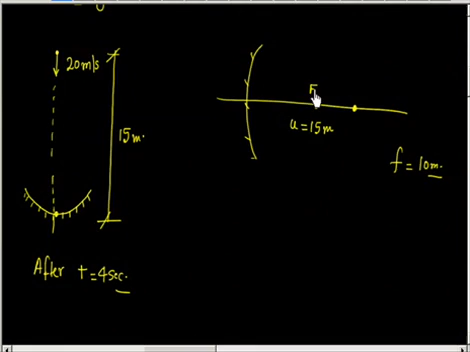 20m/s
15m.
After t=4sec.
F
u=15m
f=10m.